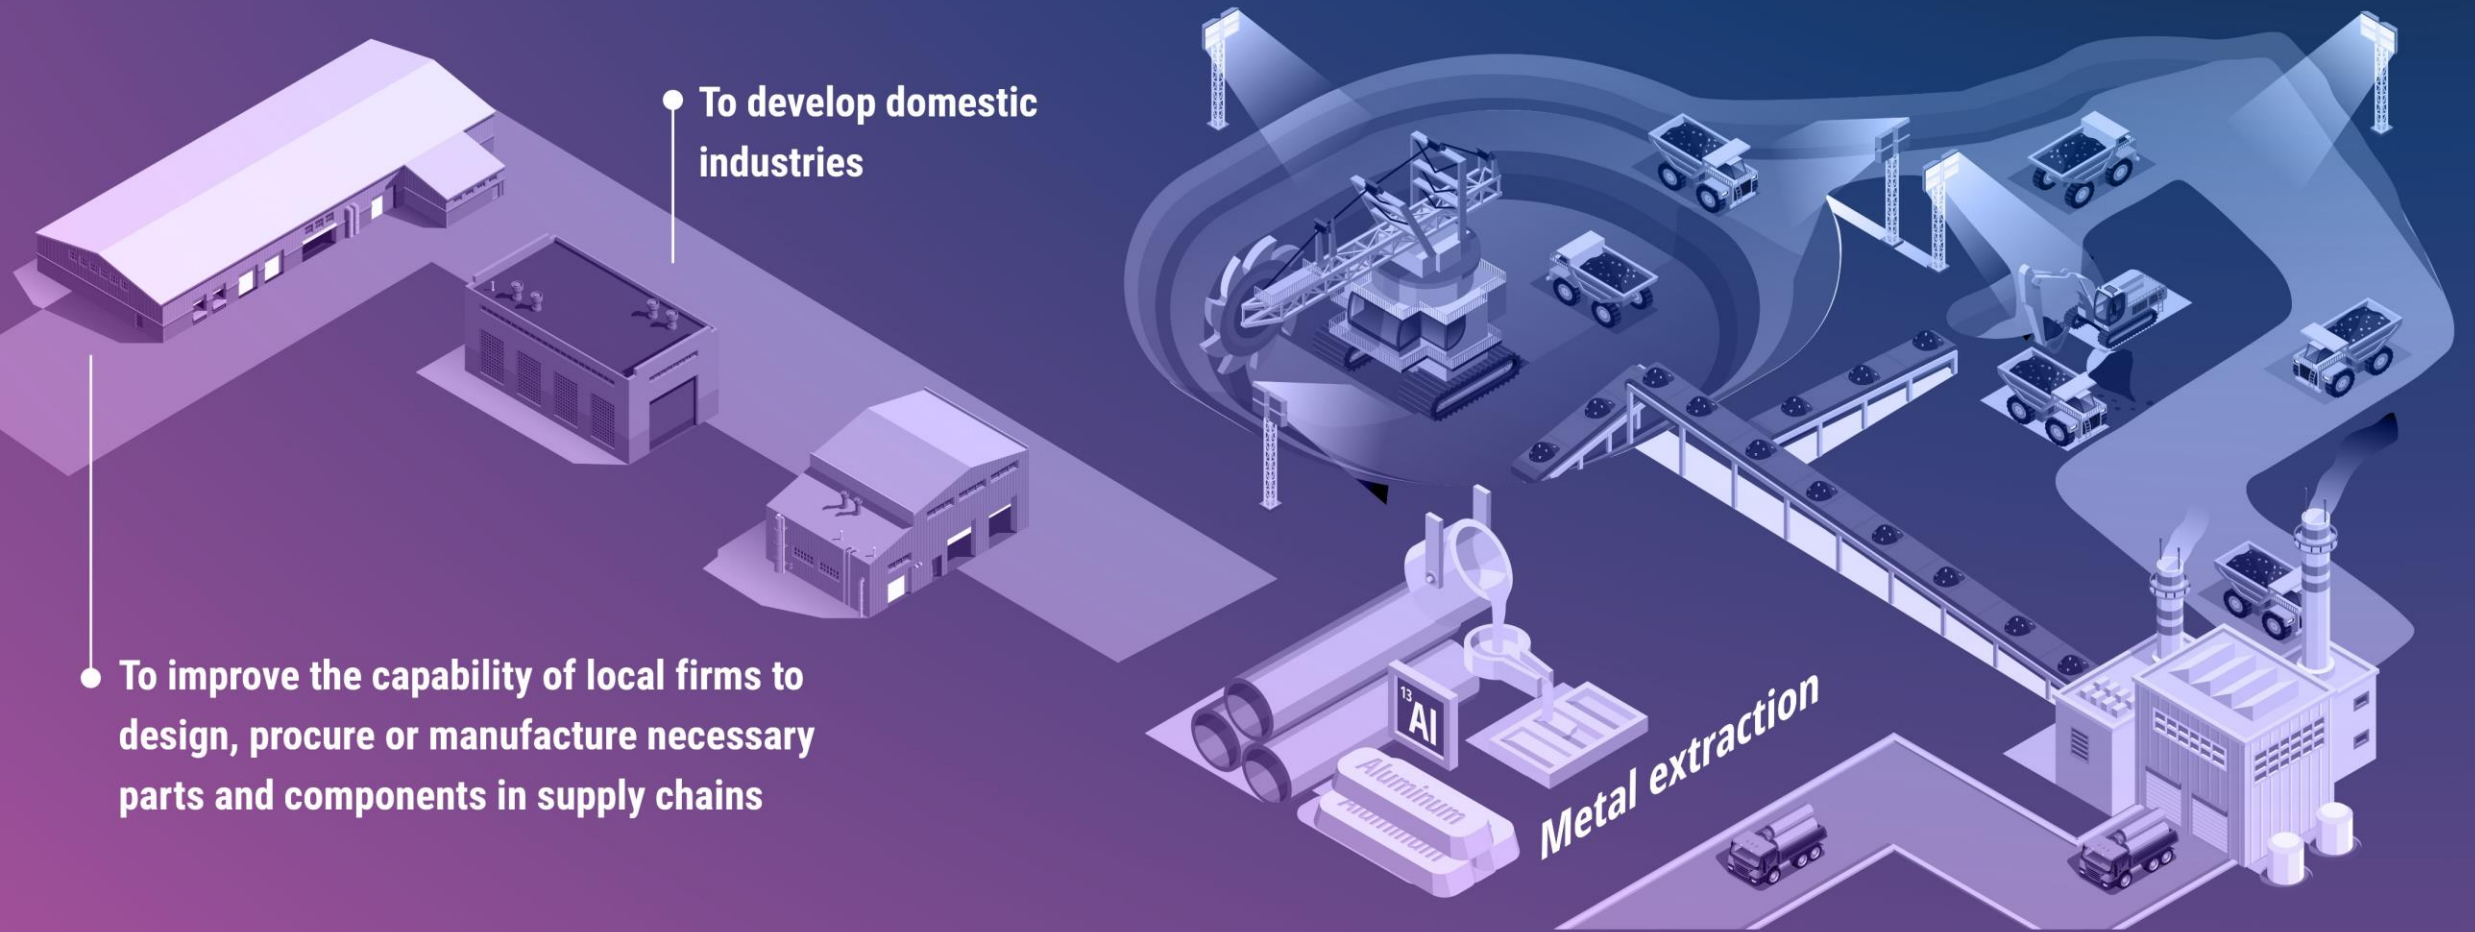 To develop domestic
industries
To improve the capability of local firms to
design, procure or manufacture necessary
parts and components in supply chains
13
Al
Aluminum
Aluminum
Metal extraction